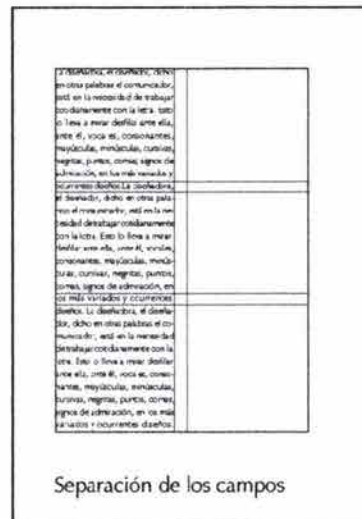 La diseñadora, el diseñador, dicho
en otras palabras el comunicador,
está en la necesidad de trabajar
cotidianamente con la letra. Esto
o lleva a mirar desfilar ante ella,
ante él, vocales, consonantes,
mayúsculas, minúsculas, cursivas,
negritas, puntos, comas, signos de
admiración, en los más variados y
ocurrentes diseños. La diseñadora,
el diseñador, dicho en otras pala-
bras el comunicador, está en la ne-
cesidad de trabajar cotidianamente
con la letra. Esto lo lleva a mirar
desfilar ante ella, ante él, vocales,
consonantes, mayúsculas, minús-
culas, cursivas, negritas, puntos,
comas, signos de admiración, en
los más variados y ocurrentes
diseños. La diseñadora, el diseña-
dor, dicho en otras palabras el co-
municador, está en la necesidad
de trabajar cotidianamente con la
letra. Esto lo lleva a mirar desfilar
ante ella, ante él, vocales, conso-
nantes, mayúsculas, minúsculas,
cursivas, negritas, puntos, comas,
signos de admiración, en los más
variados y ocurrentes diseños.
Separación de los campos